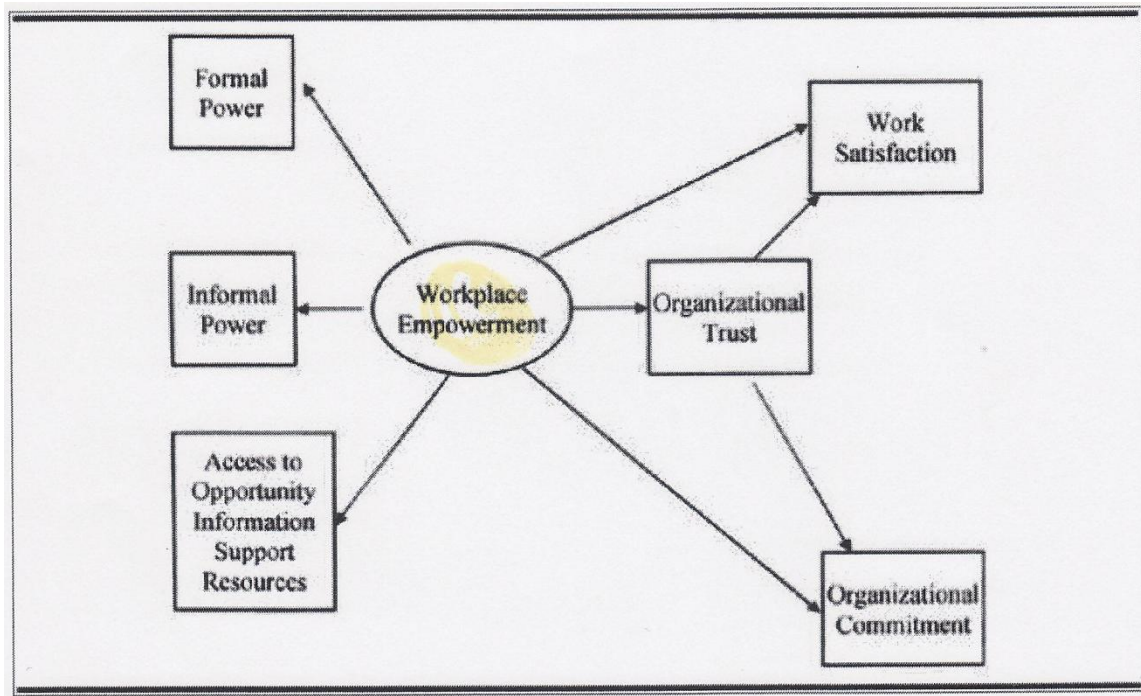 Formal
Power
Work
Satisfaction
Informal
Power
Workplace
Empowerment
Organizational
Trust
Access to
Opportunity
Information
Support
Resources
Organizational
Commitment